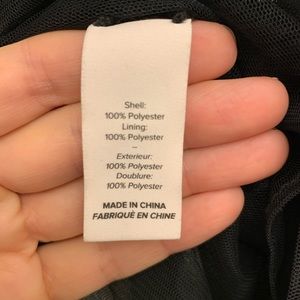 Shell:
100% Polyester
Lining:
100% Polyester
–
Exterieur:
100% Polyester
Doublure:
100% Polyester
MADE IN CHINA
FABRIQUÉ EN CHINE